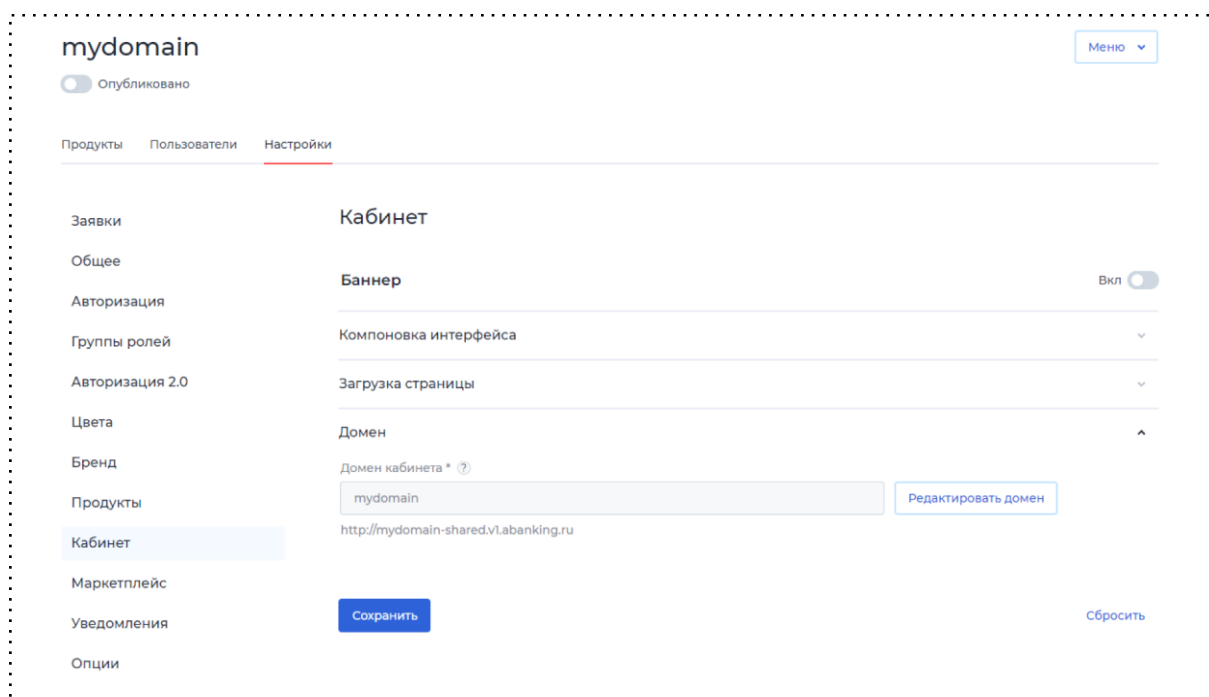 mydomain
Меню
Опубликовано
Продукты Пользователи Настройки
Заявки
Общее
Авторизация
Группы ролей
Авторизация 2.0
Цвета
Бренд
Продукты
Кабинет
Маркетплейс
Уведомления
Опции
Кабинет
Баннер
Вкл
Компоновка интерфейса
Загрузка страницы
Домен
Домен кабинета * ?
mydomain
Редактировать домен
http://mydomain-shared.v1.abanking.ru
Сохранить
Сбросить